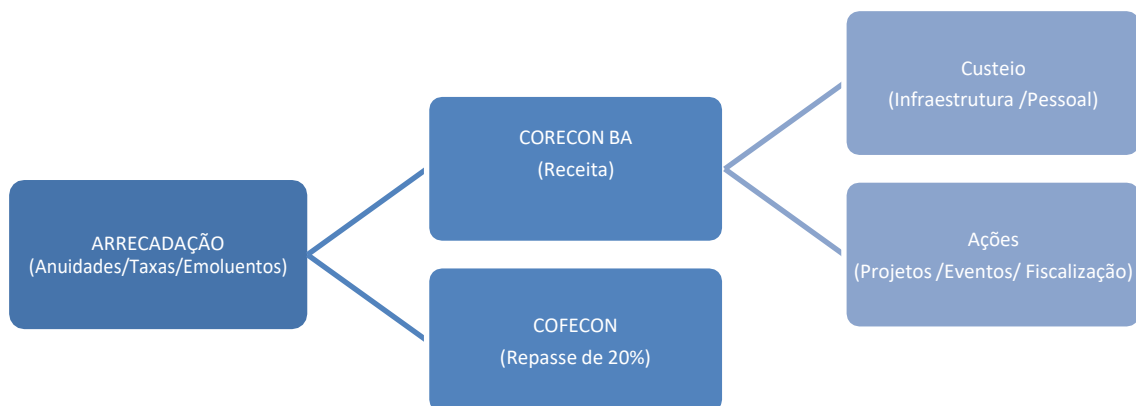 ARRECADAÇÃO
(Anuidades/Taxas/Emoluentos)
CORECON BA
(Receita)
COFECON
(Repasse de 20%)
Custeio
(Infraestrutura /Pessoal)
Ações
(Projetos /Eventos/ Fiscalização)